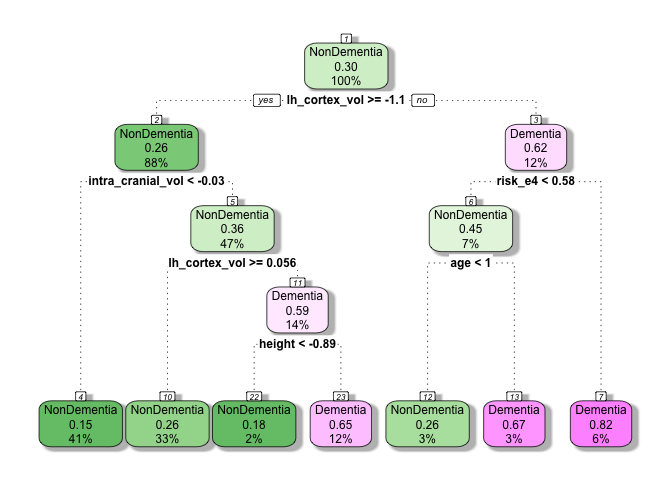 1
NonDementia
0.30
100%
yes lh_cortex_vol >= -1.1 no
2
NonDementia
0.26
88%
3
Dementia
0.62
12%
intra_cranial_vol < -0.03
risk_e4 < 0.58
5
NonDementia
0.36
47%
6
NonDementia
0.45
7%
lh_cortex_vol >= 0.056
age < 1
11
Dementia
0.59
14%
height < -0.89
4
NonDementia
0.15
41%
10
NonDementia
0.26
33%
22
NonDementia
0.18
2%
23
Dementia
0.65
12%
12
NonDementia
0.26
3%
13
Dementia
0.67
3%
7
Dementia
0.82
6%